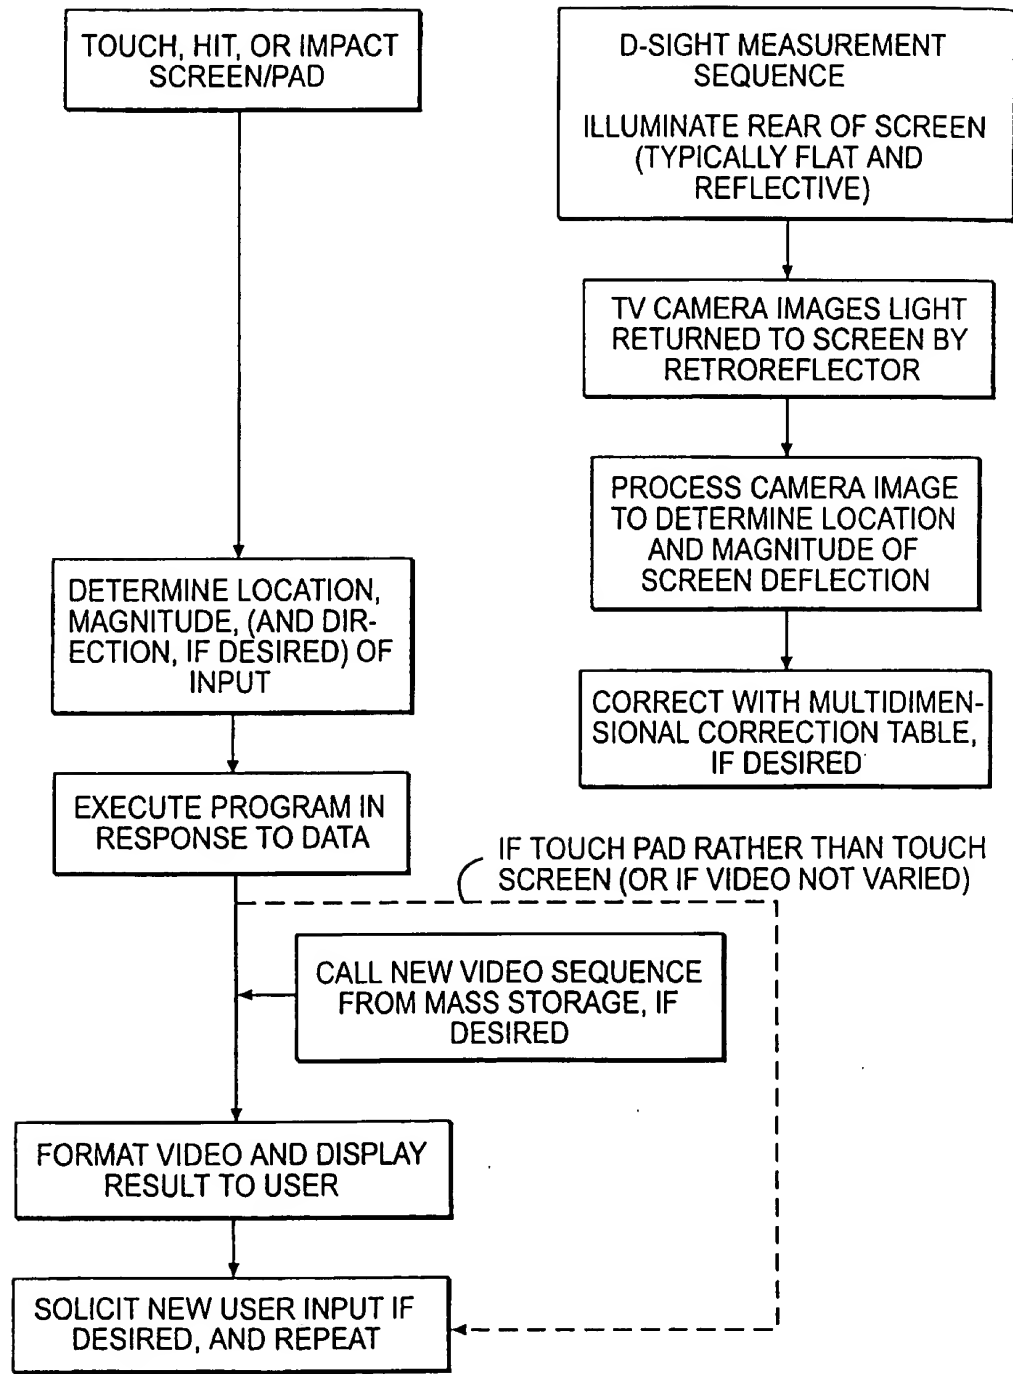 TOUCH, HIT, OR IMPACT
SCREEN/PAD
DETERMINE LOCATION,
MAGNITUDE, (AND DIR-
ECTION, IF DESIRED) OF
INPUT
EXECUTE PROGRAM IN
RESPONSE TO DATA
IF TOUCH PAD RATHER THAN TOUCH
SCREEN (OR IF VIDEO NOT VARIED)
CALL NEW VIDEO SEQUENCE
FROM MASS STORAGE, IF
DESIRED
FORMAT VIDEO AND DISPLAY
RESULT TO USER
SOLICIT NEW USER INPUT IF
DESIRED, AND REPEAT
D-SIGHT MEASUREMENT
SEQUENCE
ILLUMINATE REAR OF SCREEN
(TYPICALLY FLAT AND
REFLECTIVE)
TV CAMERA IMAGES LIGHT
RETURNED TO SCREEN BY
RETROREFLECTOR
PROCESS CAMERA IMAGE
TO DETERMINE LOCATION
AND MAGNITUDE OF
SCREEN DEFLECTION
CORRECT WITH MULTIDIMEN-
SIONAL CORRECTION TABLE,
IF DESIRED